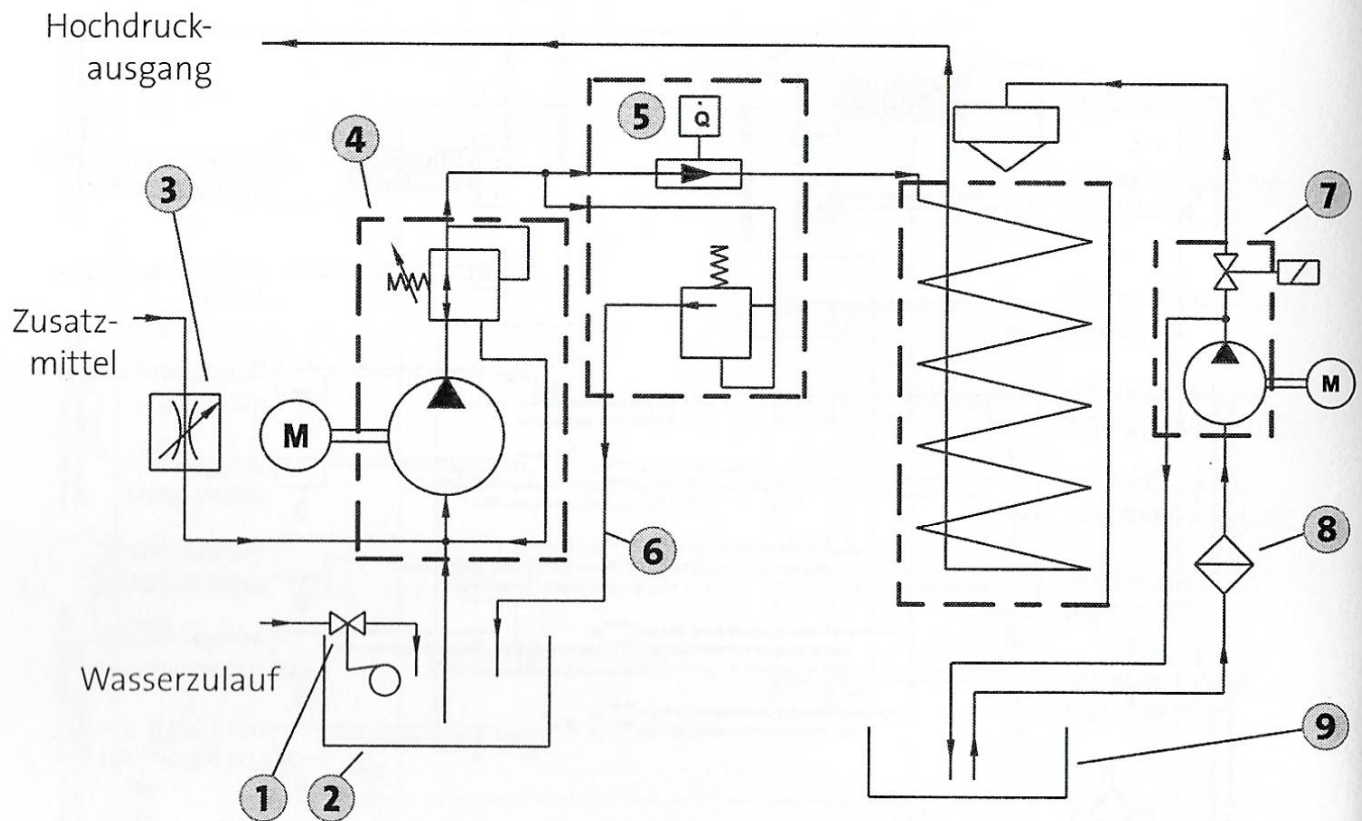 Hochdruck-
ausgang
5
Q̇
4
3
7
Zusatz-
mittel
M
M
6
8
Wasserzulauf
9
1
2